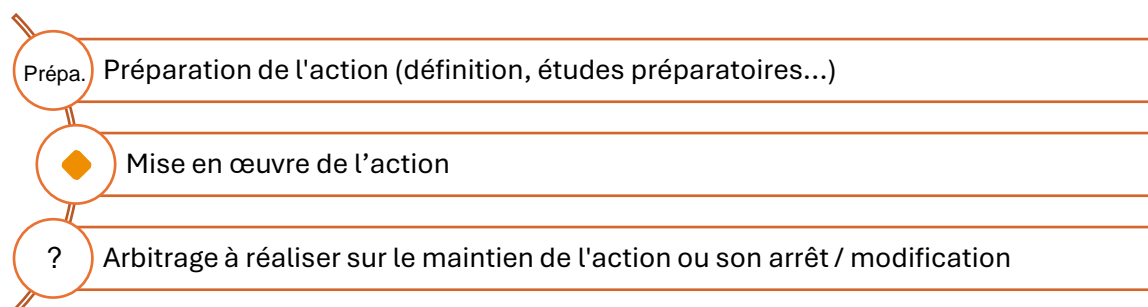 Prépa. Préparation de l'action (définition, études préparatoires...)
Mise en œuvre de l’action
? Arbitrage à réaliser sur le maintien de l'action ou son arrêt / modification